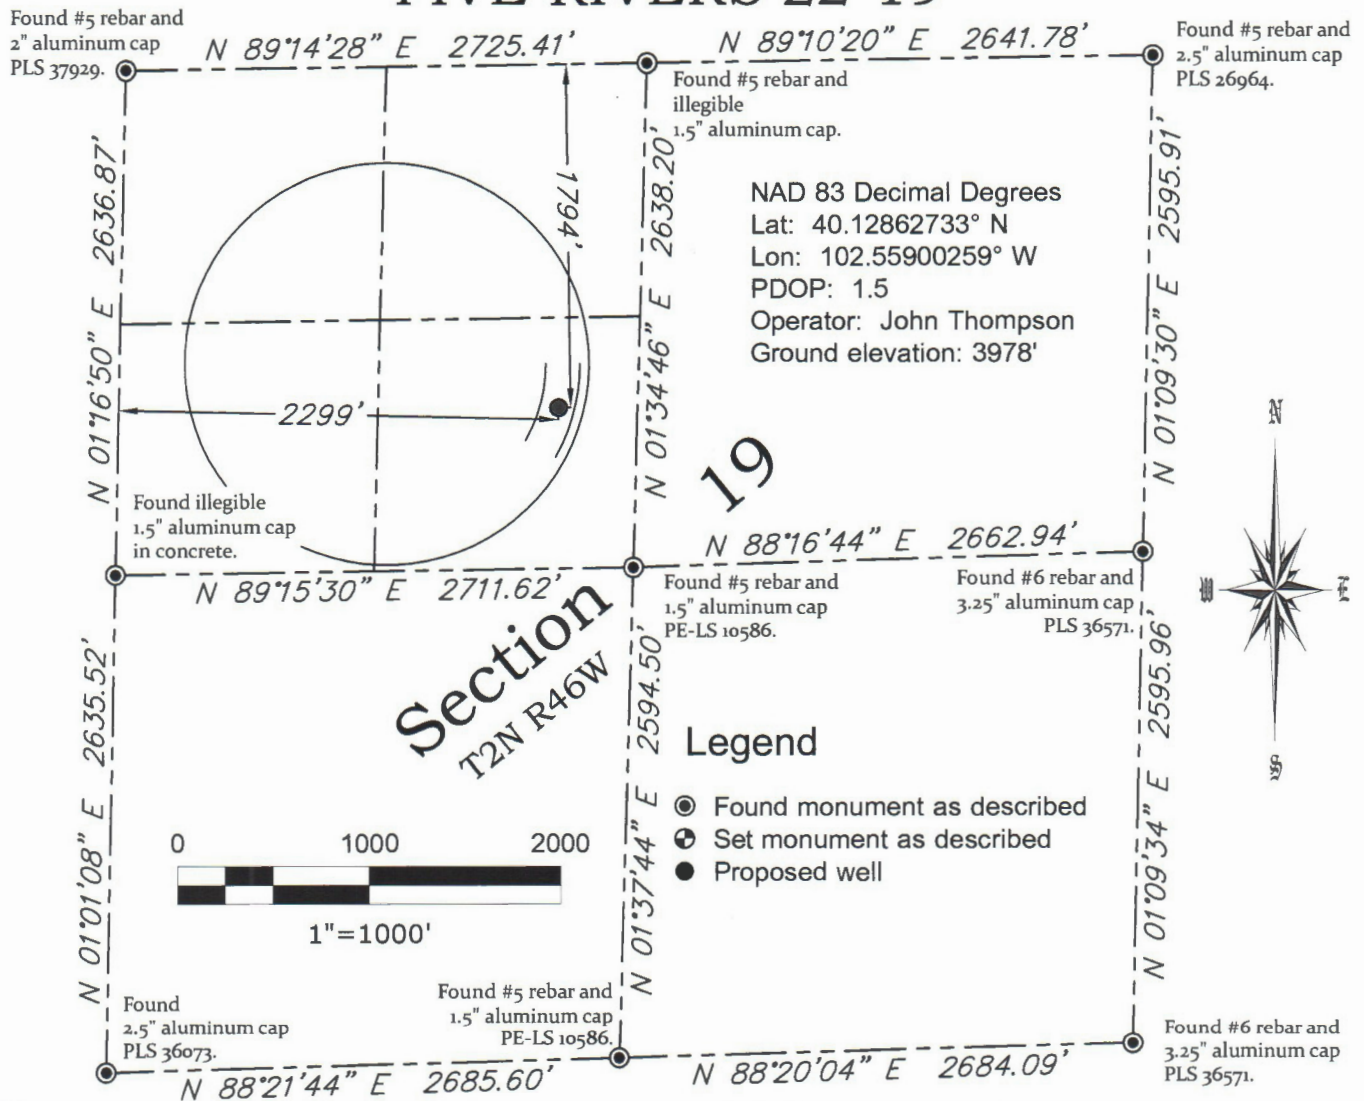 Found #5 rebar and
2" aluminum cap
PLS 37929.
N 89°14'28" E 2725.41'
N 89°10'20" E 2641.78'
Found #5 rebar and
2.5" aluminum cap
PLS 26964.
Found #5 rebar and
illegible
1.5" aluminum cap.
N 01°16'50" E 2636.87'
1794'
N 01°34'46" E 2638.20'
NAD 83 Decimal Degrees
Lat: 40.12862733° N
Lon: 102.55900259° W
PDOP: 1.5
Operator: John Thompson
Ground elevation: 3978'
N 01°09'30" E 2595.91'
2299'
N
W
E
S
Found illegible
1.5" aluminum cap
in concrete.
19
N 89°15'30" E 2711.62'
N 88°16'44" E 2662.94'
Found #5 rebar and
1.5" aluminum cap
PE-LS 10586.
Found #6 rebar and
3.25" aluminum cap
PLS 36571.
Section
T2N R46W
N 01°01'08" E 2635.52'
N 01°37'44" E 2594.50'
N 01°09'34" E 2595.96'
Legend
Found monument as described
Set monument as described
Proposed well
0 1000 2000
1"=1000'
Found
2.5" aluminum cap
PLS 36073.
Found #5 rebar and
1.5" aluminum cap
PE-LS 10586.
Found #6 rebar and
3.25" aluminum cap
PLS 36571.
N 88°21'44" E 2685.60'
N 88°20'04" E 2684.09'